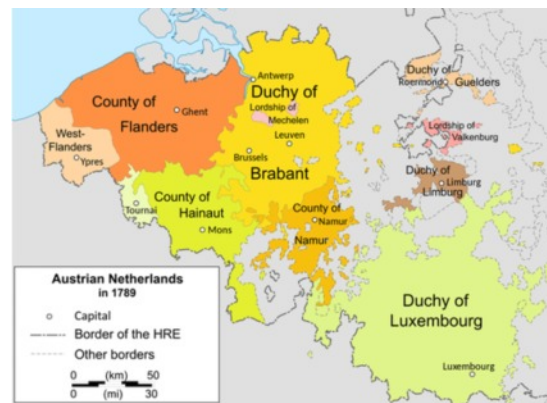 County of
Flanders
Ghent
West-
Flanders
Ypres
Antwerp
Duchy of
Lordship of
Mechelen
Leuven
Brussels
Brabant
Duchy of
Roermond
Guelders
Lordship of
Valkenburg
Duchy of
Limburg
Limburg
Tournai
County of
Hainaut
Mons
County of
Namur
Namur
Duchy of
Luxembourg
Luxembourg
Austrian Netherlands
in 1789
Capital
Border of the HRE
Other borders
0 (km) 50
0 (mi) 30